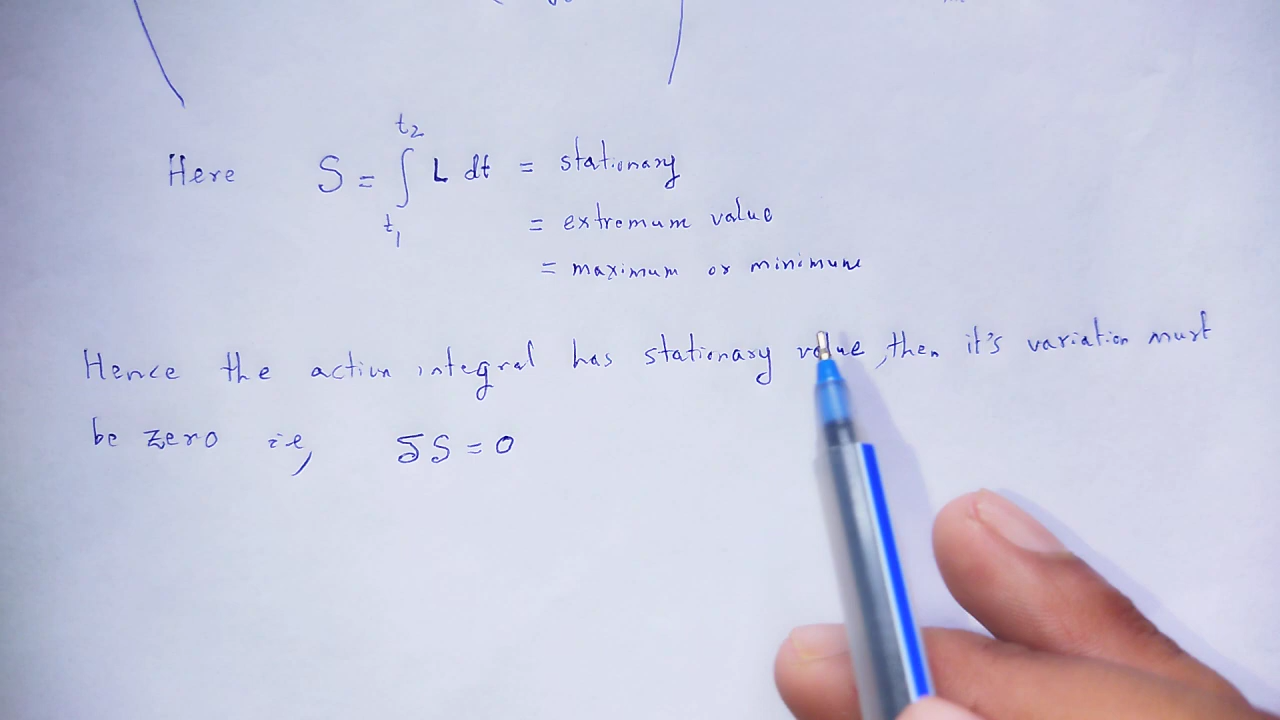 Here S = ∫ L dt = stationary
t2
t1
= extremum value
= maximum or minimum
Hence the action integral has stationary value, then it's variation must
be zero ie, δS = 0